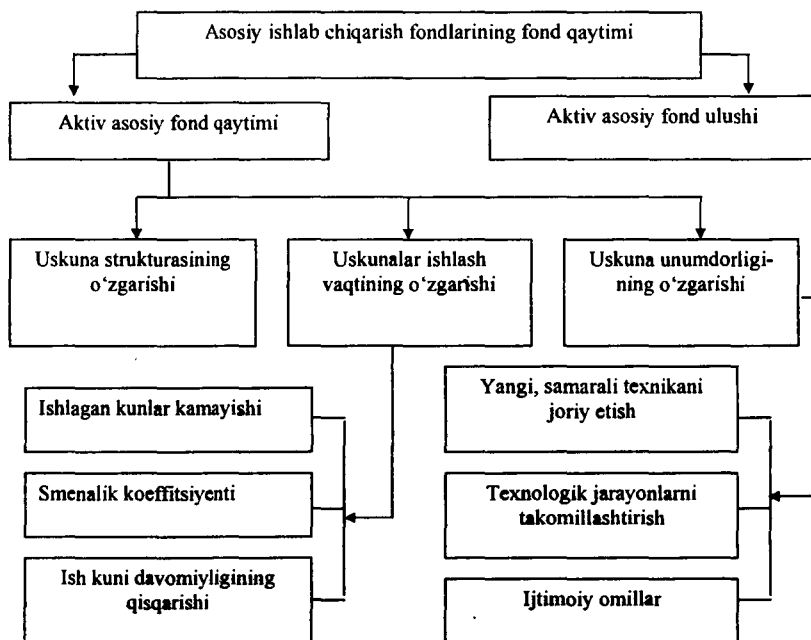 Asosiy ishlab chiqarish fondlarining fond qaytimi
Aktiv asosiy fond qaytimi
Aktiv asosiy fond ulushi
Uskuna strukturasining
o‘zgarishi
Uskunalar ishlash
vaqtining o‘zgarishi
Uskuna unumdorligi-
ning o‘zgarishi
Ishlagan kunlar kamayishi
Smenalik koeffitsiyenti
Ish kuni davomiyligining
qisqarishi
Yangi, samarali texnikani
joriy etish
Texnologik jarayonlarni
takomillashtirish
Ijtimoiy omillar